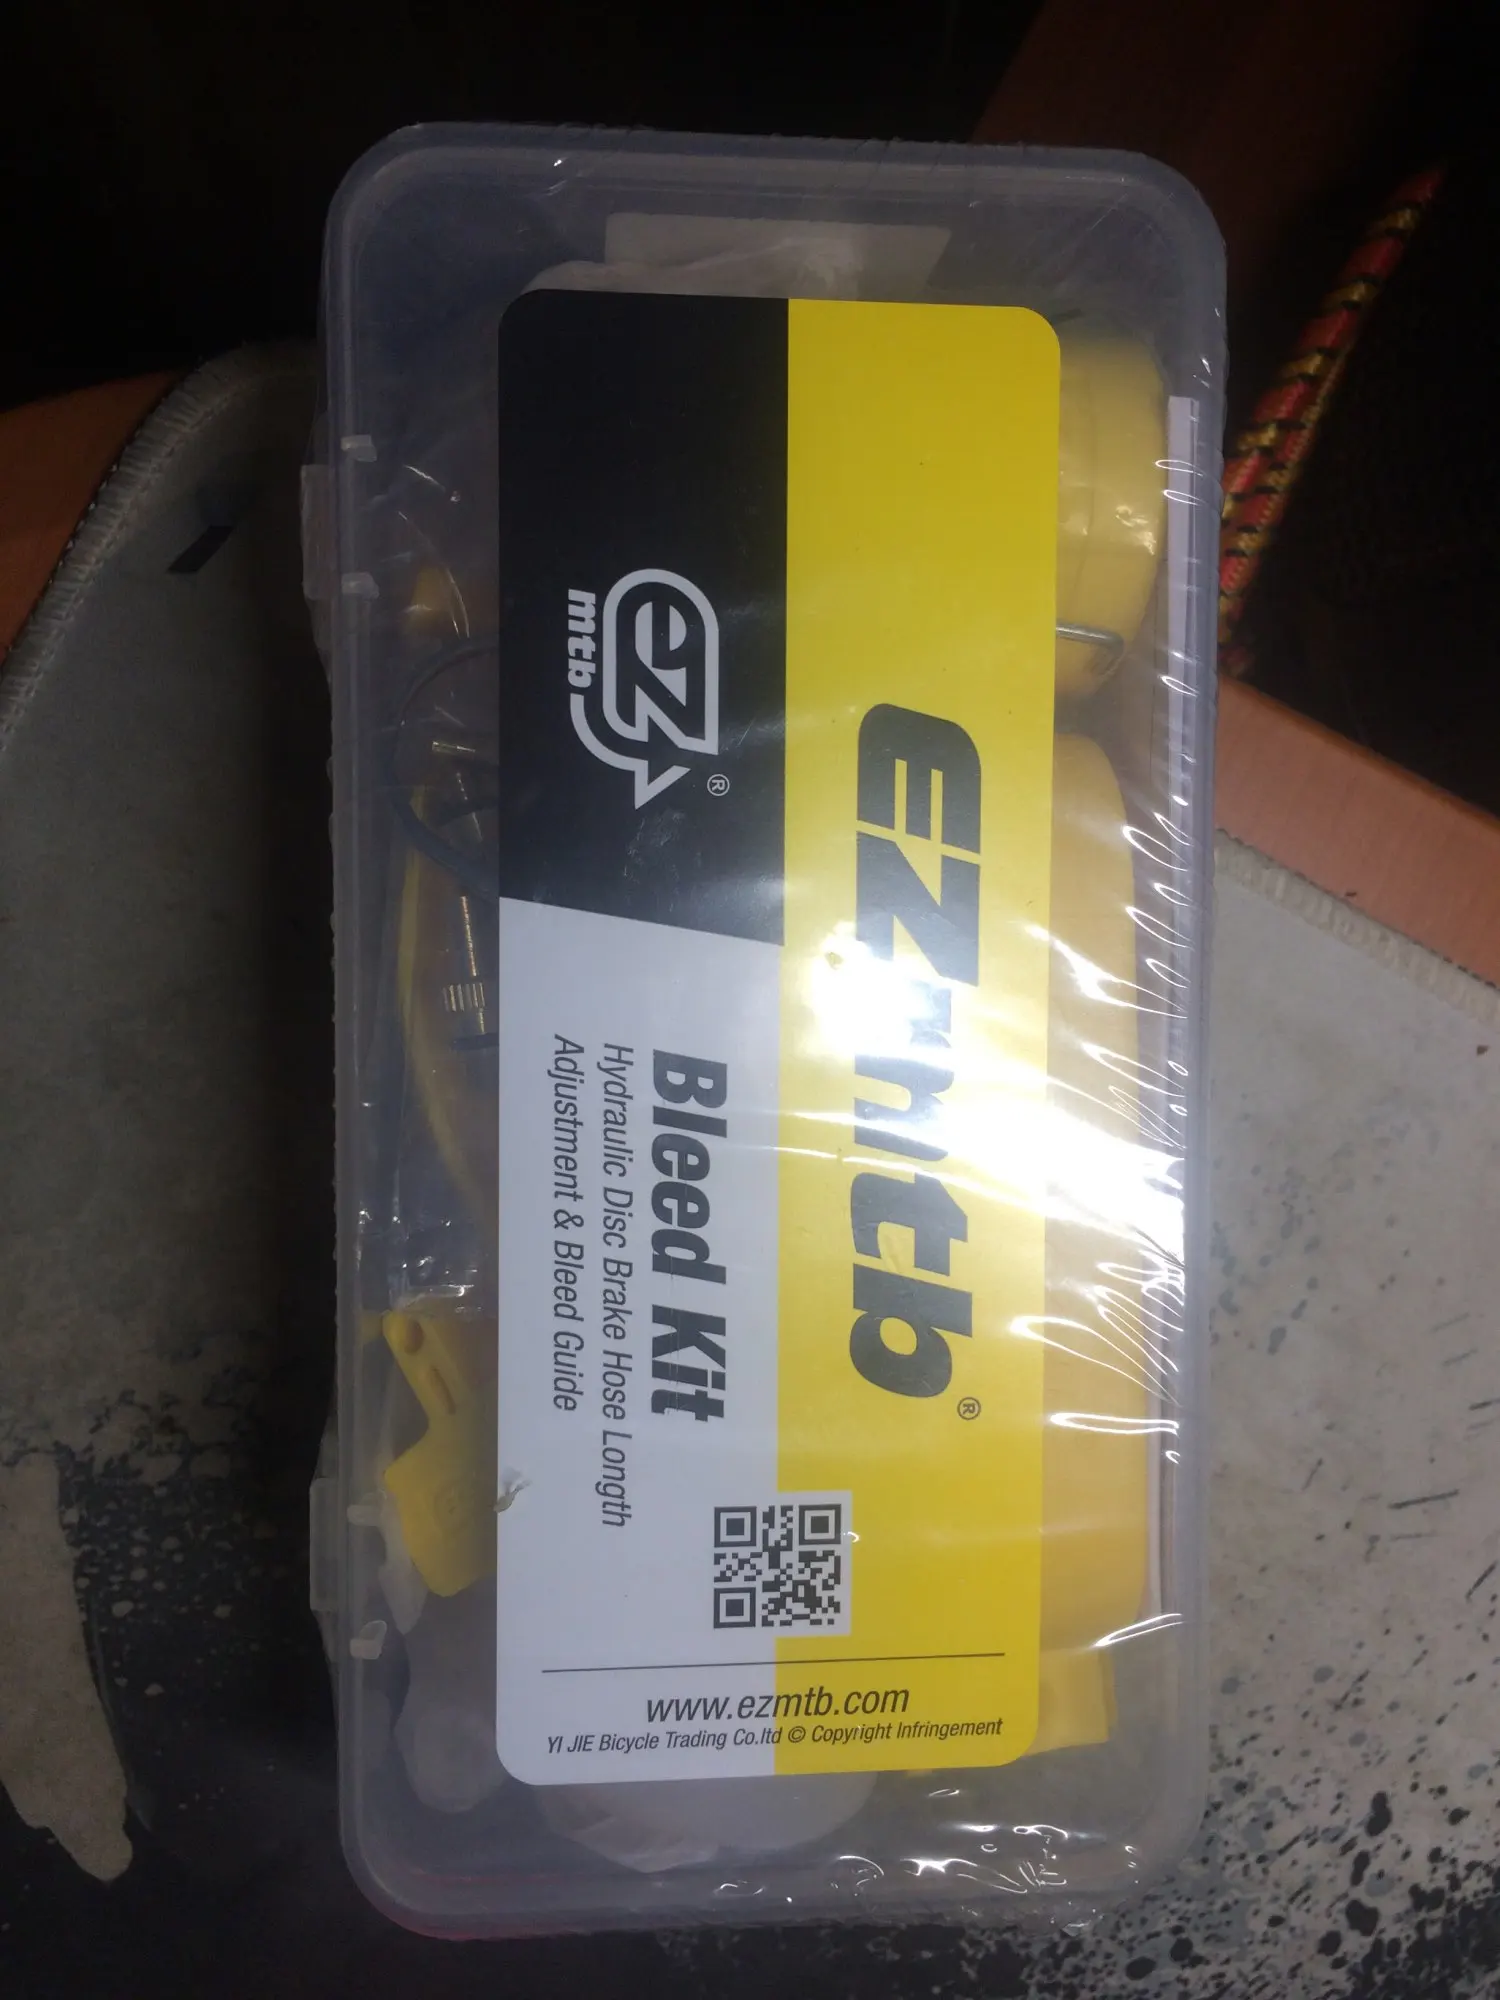 EZmtb®
ez
mtb
®
Bleed Kit
Hydraulic Disc Brake Hose Longth
Adjustment & Bleed Guide
www.ezmtb.com
YI JIE Bicycle Trading Co.ltd © Copyright Infringement